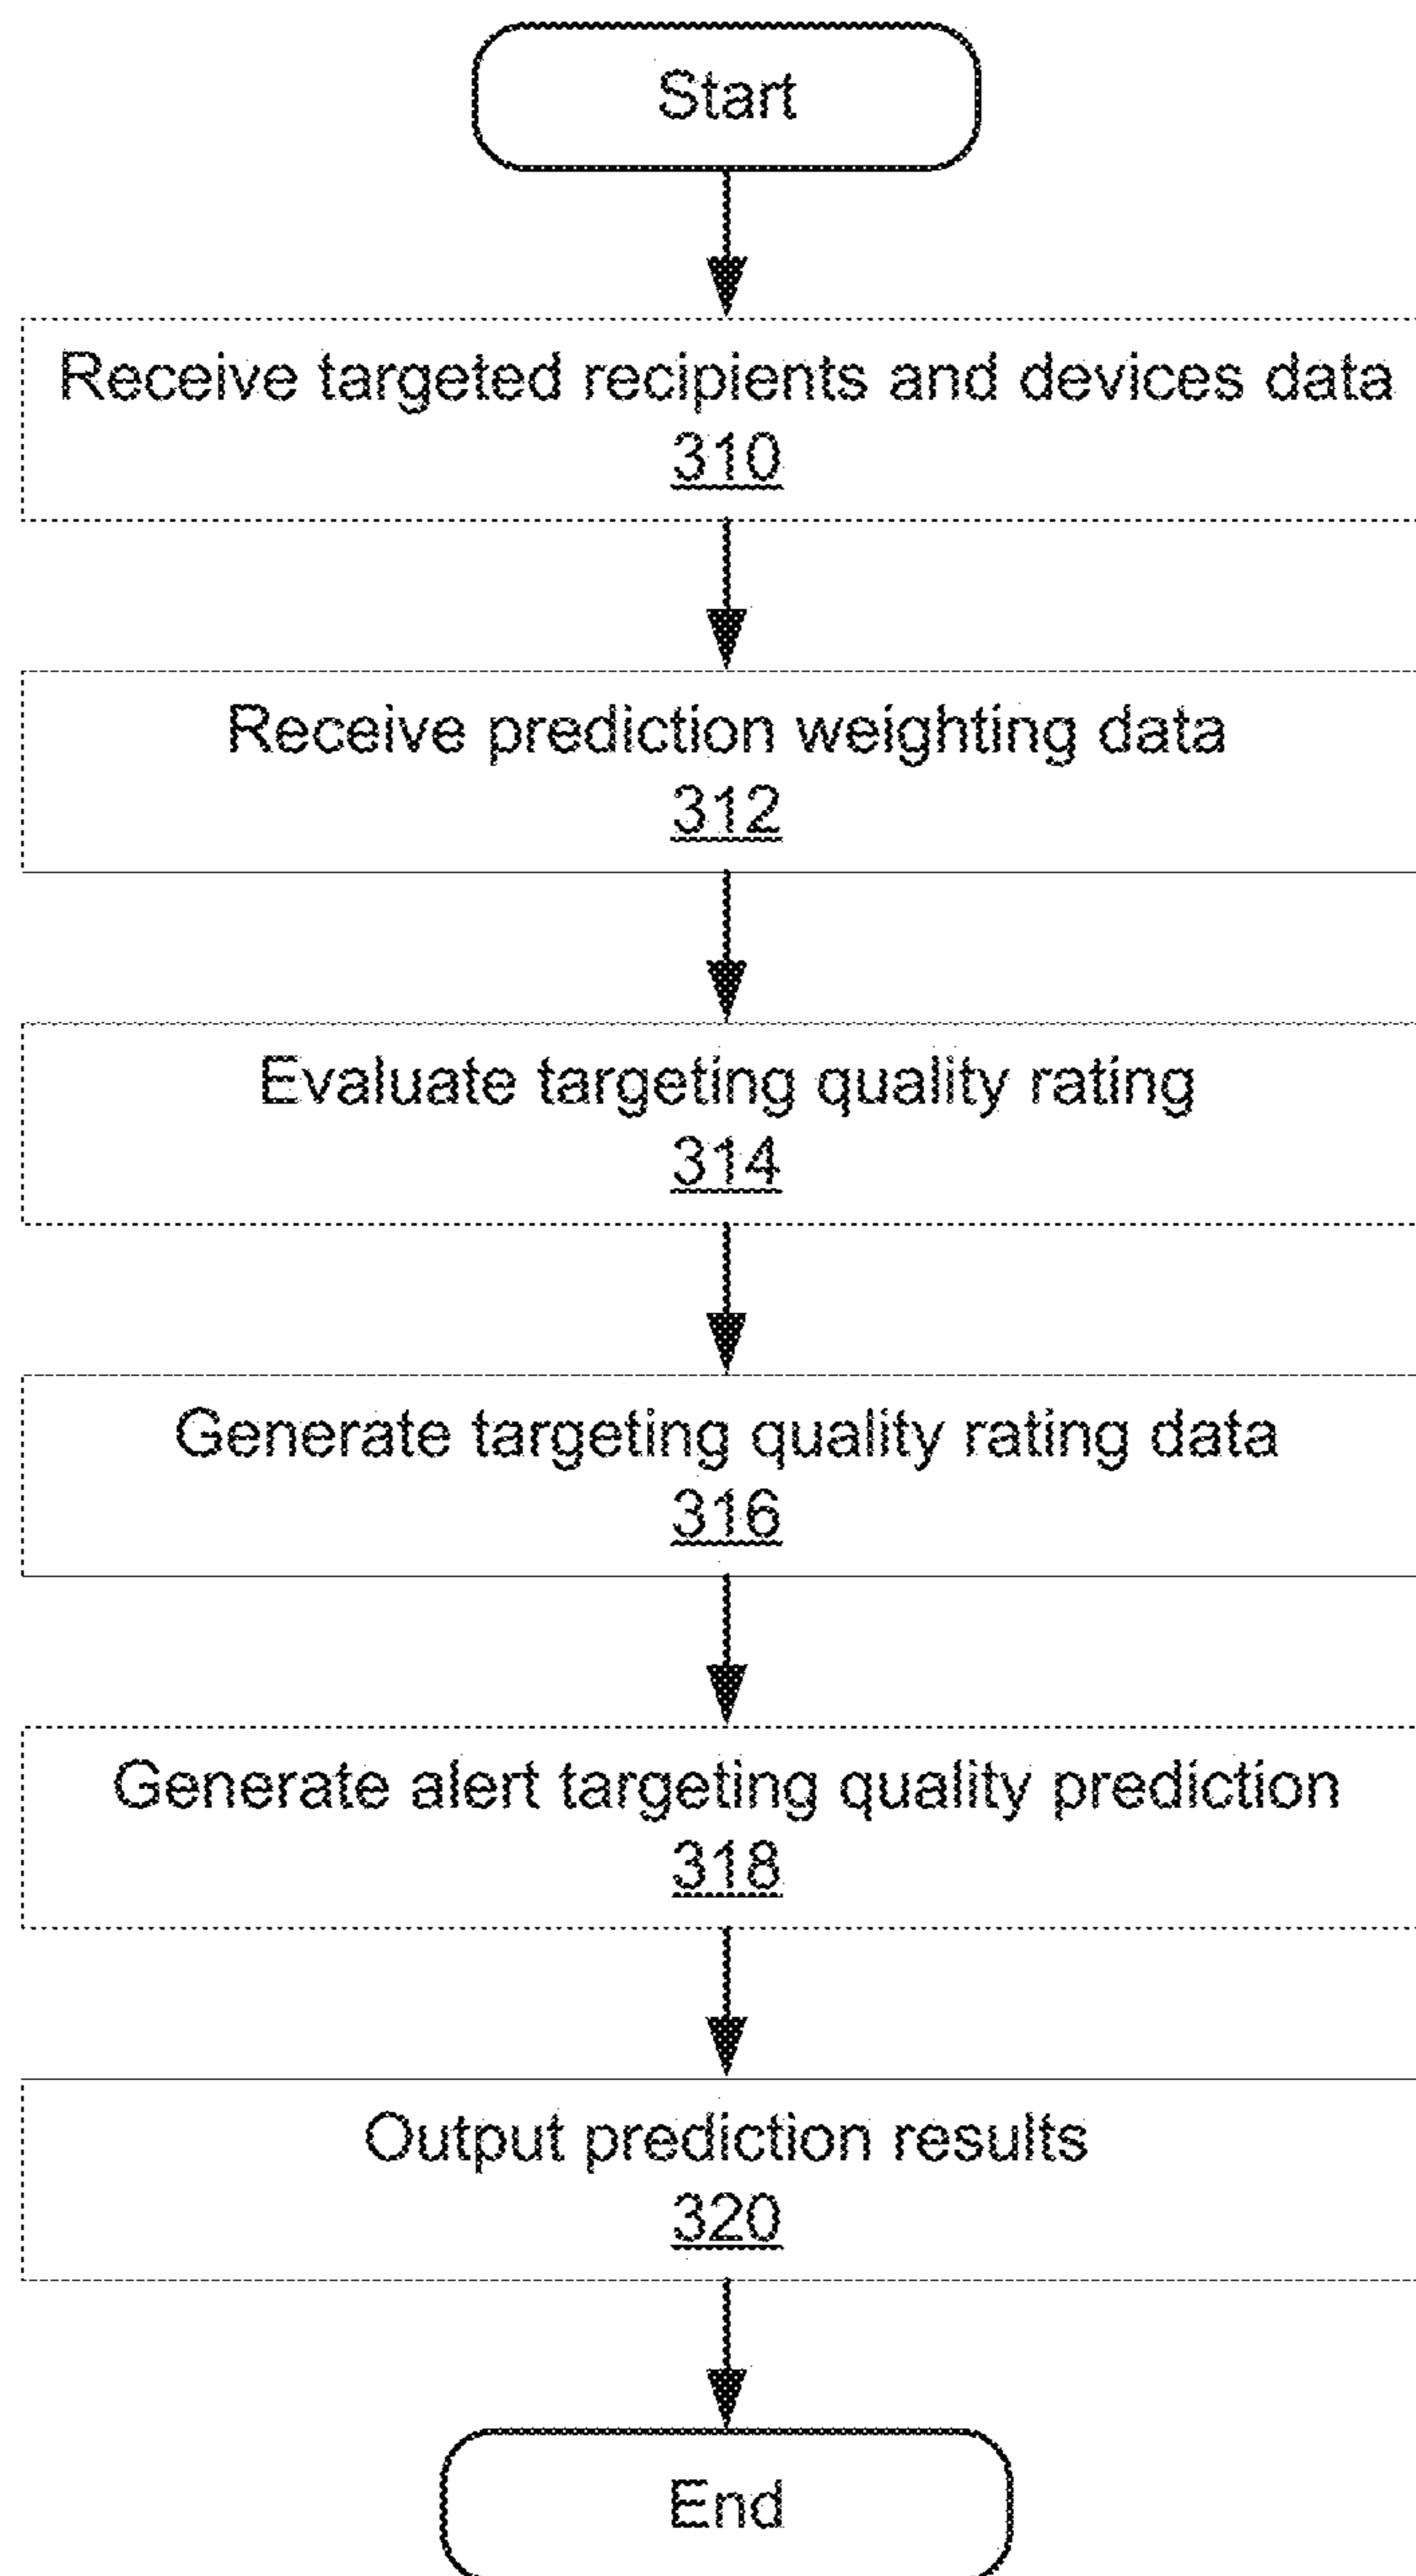 Start
Receive targeted recipients and devices data
310
Receive prediction weighting data
312
Evaluate targeting quality rating
314
Generate targeting quality rating data
316
Generate alert targeting quality prediction
318
Output prediction results
320
End